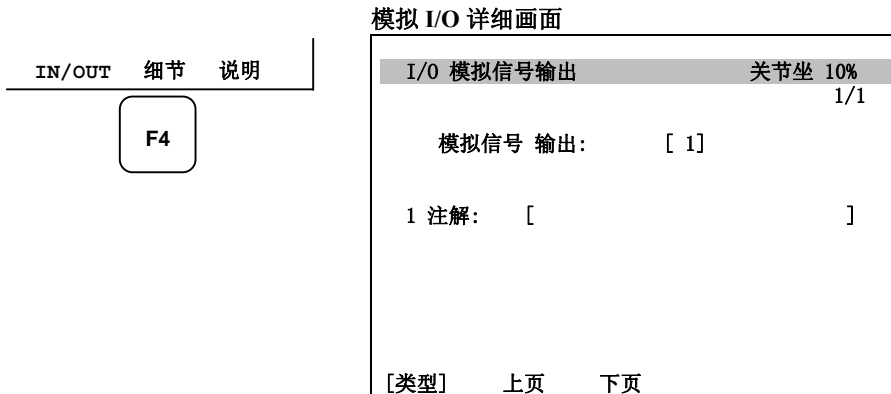 IN/OUT 细节 说明
F4
模拟 I/O 详细画面
I/O 模拟信号输出 关节坐 10%
1/1
模拟信号 输出: [ 1]
1 注解: [ ]
[类型] 上页 下页